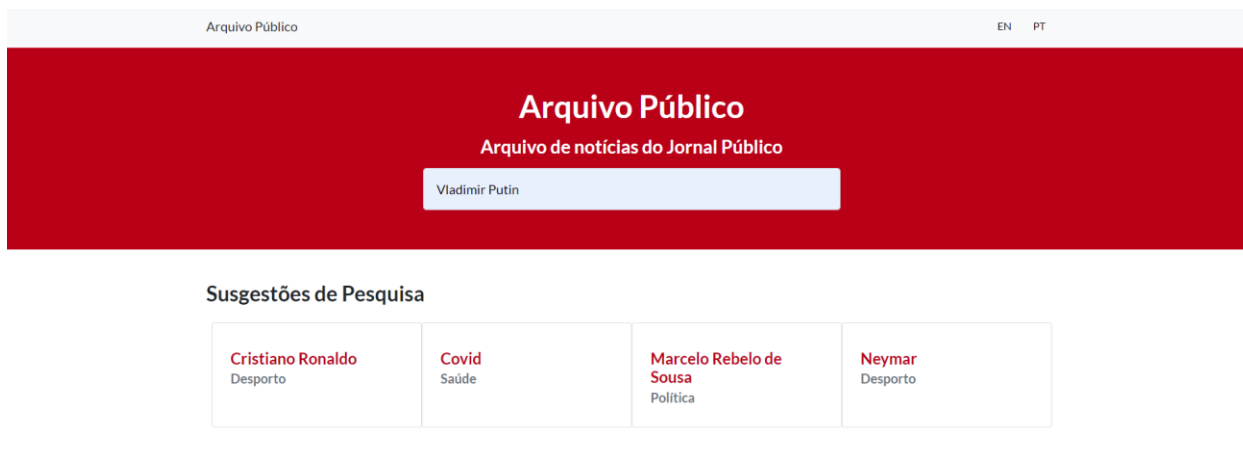 Arquivo Público
EN PT
Arquivo Público
Arquivo de notícias do Jornal Público
Vladimir Putin
Susgestões de Pesquisa
Cristiano Ronaldo
Desporto
Covid
Saúde
Marcelo Rebelo de
Sousa
Política
Neymar
Desporto